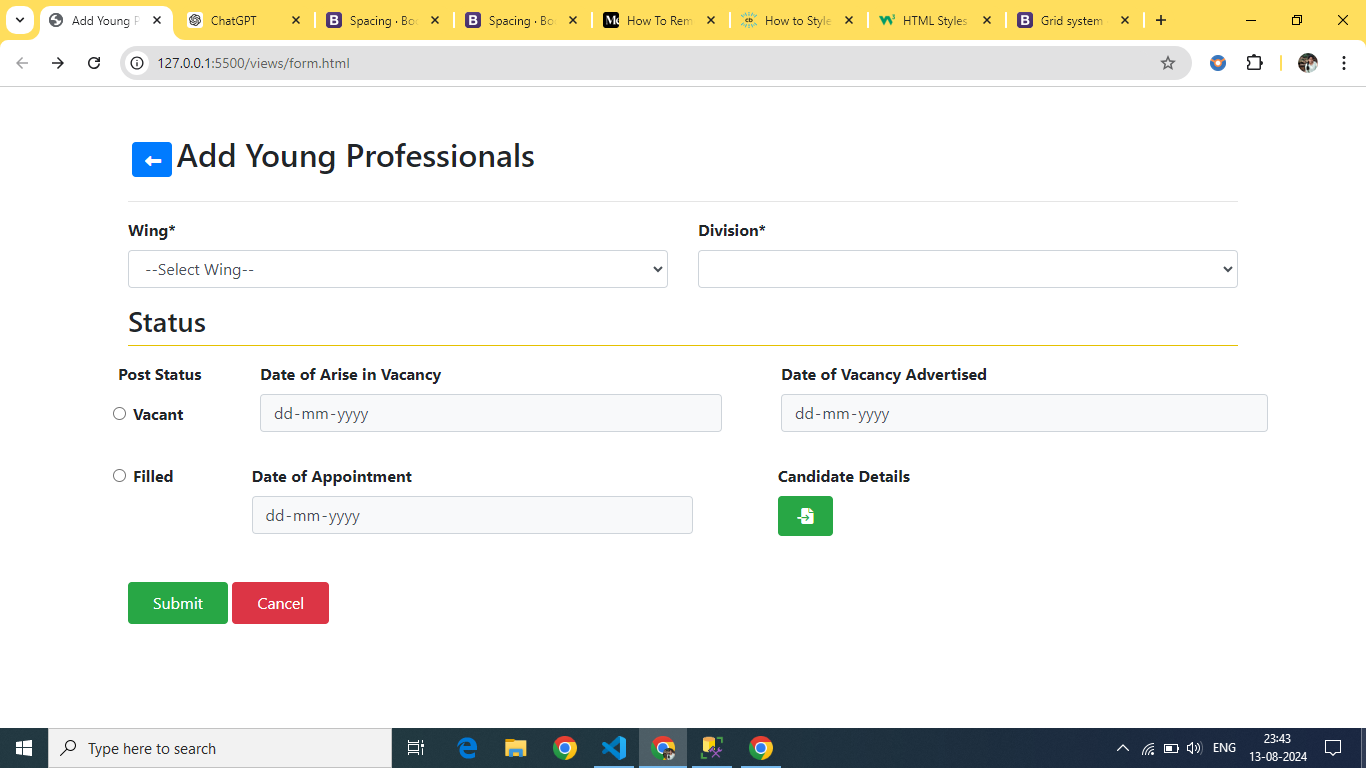 Add Young P
ChatGPT
Spacing · Boo
Spacing · Bo
How To Rem
How to Style
HTML Styles
Grid system
127.0.0.1:5500/views/form.html
Add Young Professionals
Wing* Division*
--Select Wing--
Status
Post Status Date of Arise in Vacancy Date of Vacancy Advertised
Vacant dd-mm-yyyy dd-mm-yyyy
Filled Date of Appointment Candidate Details
dd-mm-yyyy
Submit Cancel
Type here to search
ENG
23:43
13-08-2024